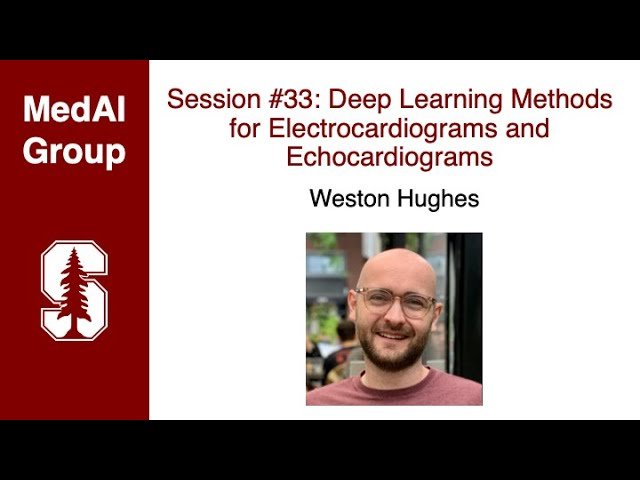 MedAI
Group
Session #33: Deep Learning Methods
for Electrocardiograms and
Echocardiograms
Weston Hughes